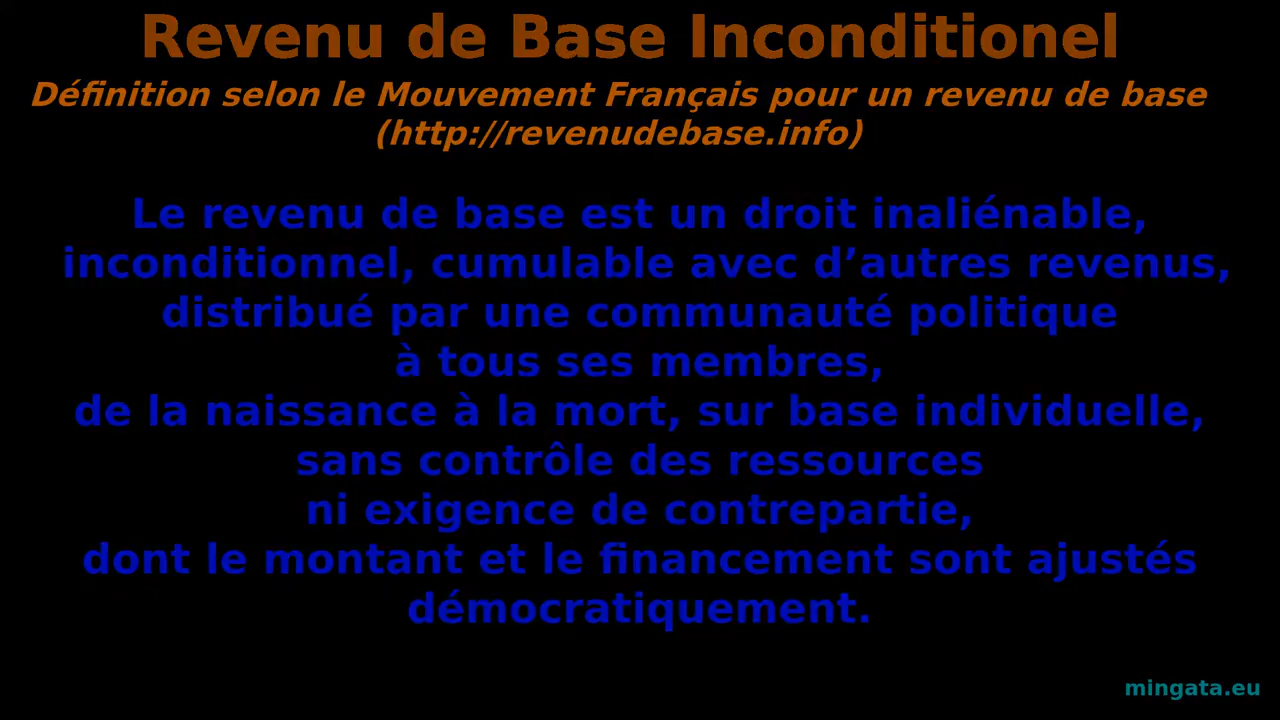 Revenu de Base Inconditionel
Définition selon le Mouvement Français pour un revenu de base
(http://revenudebase.info)
Le revenu de base est un droit inaliénable,
inconditionnel, cumulable avec d’autres revenus,
distribué par une communauté politique
à tous ses membres,
de la naissance à la mort, sur base individuelle,
sans contrôle des ressources
ni exigence de contrepartie,
dont le montant et le financement sont ajustés
démocratiquement.
mingata.eu